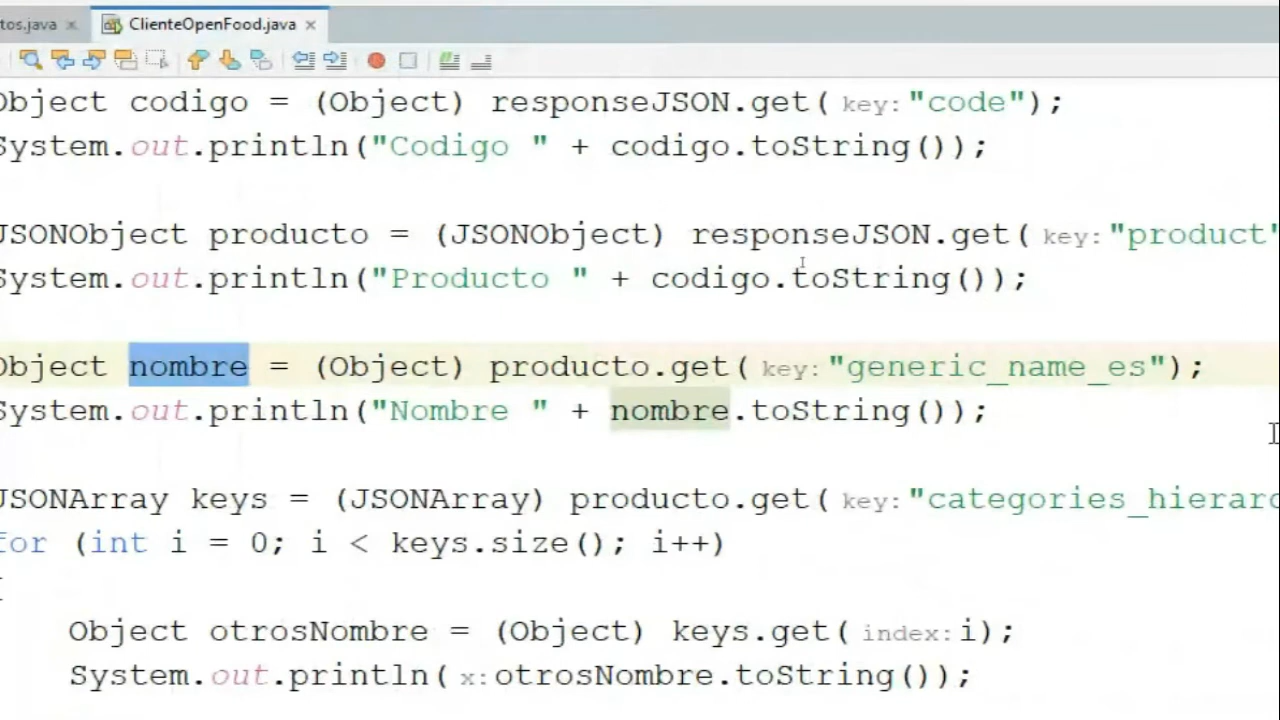 tos.java × ClienteOpenFood.java ×
Object codigo = (Object) responseJSON.get( key: "code");
System.out.println("Codigo " + codigo.toString());
JSONObject producto = (JSONObject) responseJSON.get( key: "product"
System.out.println("Producto " + codigo.toString());
Object nombre = (Object) producto.get( key: "generic_name_es");
System.out.println("Nombre " + nombre.toString());
JSONArray keys = (JSONArray) producto.get( key: "categories_hierarc
for (int i = 0; i < keys.size(); i++)
{
Object otrosNombre = (Object) keys.get( index: i);
System.out.println( x: otrosNombre.toString());